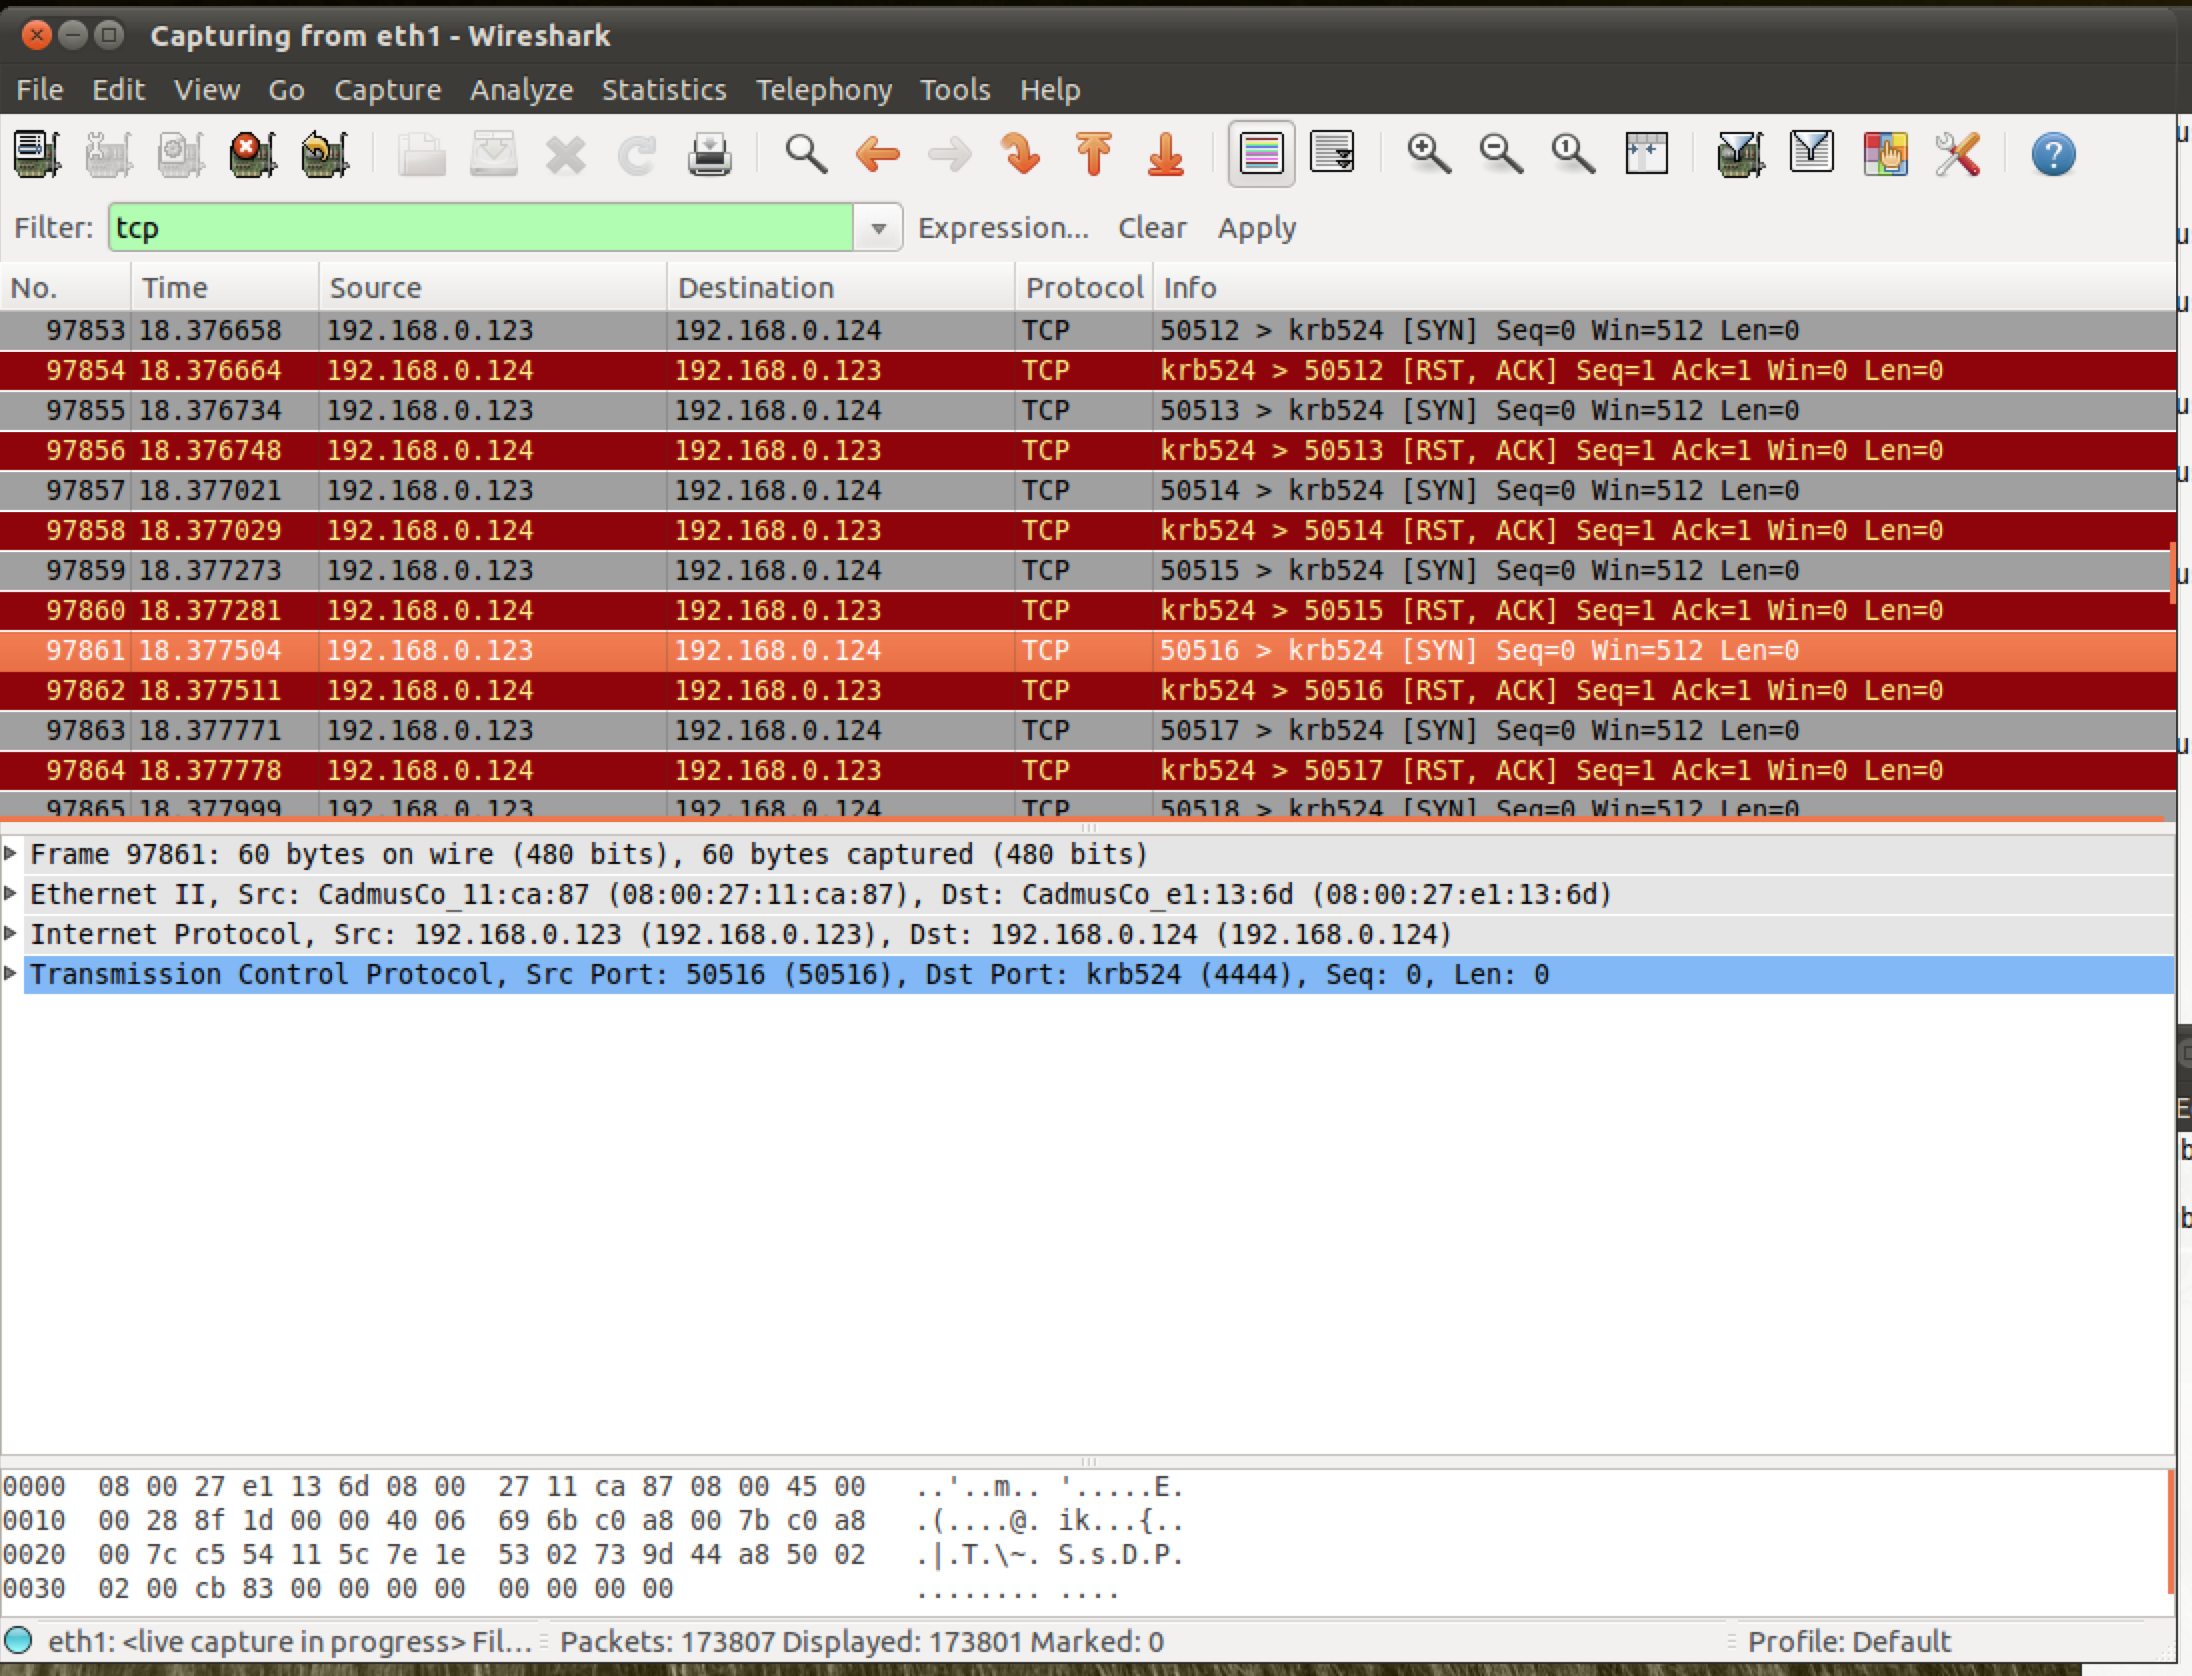 Capturing from eth1 - Wireshark
File Edit View Go Capture Analyze Statistics Telephony Tools Help
Filter: tcp Expression... Clear Apply
No. Time Source Destination Protocol Info
97853 18.376658 192.168.0.123 192.168.0.124 TCP 50512 > krb524 [SYN] Seq=0 Win=512 Len=0
97854 18.376664 192.168.0.124 192.168.0.123 TCP krb524 > 50512 [RST, ACK] Seq=1 Ack=1 Win=0 Len=0
97855 18.376734 192.168.0.123 192.168.0.124 TCP 50513 > krb524 [SYN] Seq=0 Win=512 Len=0
97856 18.376748 192.168.0.124 192.168.0.123 TCP krb524 > 50513 [RST, ACK] Seq=1 Ack=1 Win=0 Len=0
97857 18.377021 192.168.0.123 192.168.0.124 TCP 50514 > krb524 [SYN] Seq=0 Win=512 Len=0
97858 18.377029 192.168.0.124 192.168.0.123 TCP krb524 > 50514 [RST, ACK] Seq=1 Ack=1 Win=0 Len=0
97859 18.377273 192.168.0.123 192.168.0.124 TCP 50515 > krb524 [SYN] Seq=0 Win=512 Len=0
97860 18.377281 192.168.0.124 192.168.0.123 TCP krb524 > 50515 [RST, ACK] Seq=1 Ack=1 Win=0 Len=0
97861 18.377504 192.168.0.123 192.168.0.124 TCP 50516 > krb524 [SYN] Seq=0 Win=512 Len=0
97862 18.377511 192.168.0.124 192.168.0.123 TCP krb524 > 50516 [RST, ACK] Seq=1 Ack=1 Win=0 Len=0
97863 18.377771 192.168.0.123 192.168.0.124 TCP 50517 > krb524 [SYN] Seq=0 Win=512 Len=0
97864 18.377778 192.168.0.124 192.168.0.123 TCP krb524 > 50517 [RST, ACK] Seq=1 Ack=1 Win=0 Len=0
97865 18.377999 192.168.0.123 192.168.0.124 TCP 50518 > krb524 [SYN] Seq=0 Win=512 Len=0
Frame 97861: 60 bytes on wire (480 bits), 60 bytes captured (480 bits)
Ethernet II, Src: CadmusCo_11:ca:87 (08:00:27:11:ca:87), Dst: CadmusCo_e1:13:6d (08:00:27:e1:13:6d)
Internet Protocol, Src: 192.168.0.123 (192.168.0.123), Dst: 192.168.0.124 (192.168.0.124)
Transmission Control Protocol, Src Port: 50516 (50516), Dst Port: krb524 (4444), Seq: 0, Len: 0
0000 08 00 27 e1 13 6d 08 00 27 11 ca 87 08 00 45 00 ..'..m.. '.....E.
0010 00 28 8f 1d 00 00 40 06 69 6b c0 a8 00 7b c0 a8 .(....@. ik...{..
0020 00 7c c5 54 11 5c 7e 1e 53 02 73 9d 44 a8 50 02 .|.T.\~. S.s.D.P.
0030 02 00 cb 83 00 00 00 00 00 00 00 00 ........ ....
eth1: <live capture in progress> Fil... Packets: 173807 Displayed: 173801 Marked: 0 Profile: Default